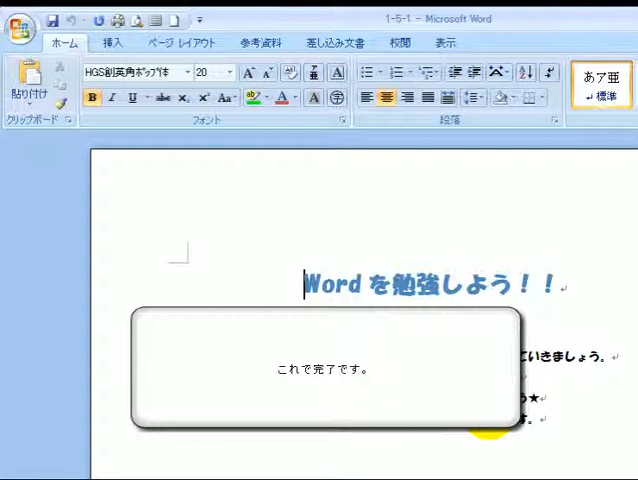 1-5-1 - Microsoft Word
ホーム 挿入 ページ レイアウト 参考資料 差し込み文書 校閲 表示
HGS創英角ポップ体 20
あア亜
貼り付け
標準
クリップボード フォント 段落
Word を勉強しよう！！
ていきましょう。
これで完了です。
う★
す。